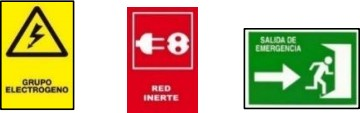 GRUPO
ELECTROGENO
RED
INERTE
SALIDA DE
EMERGENCIA